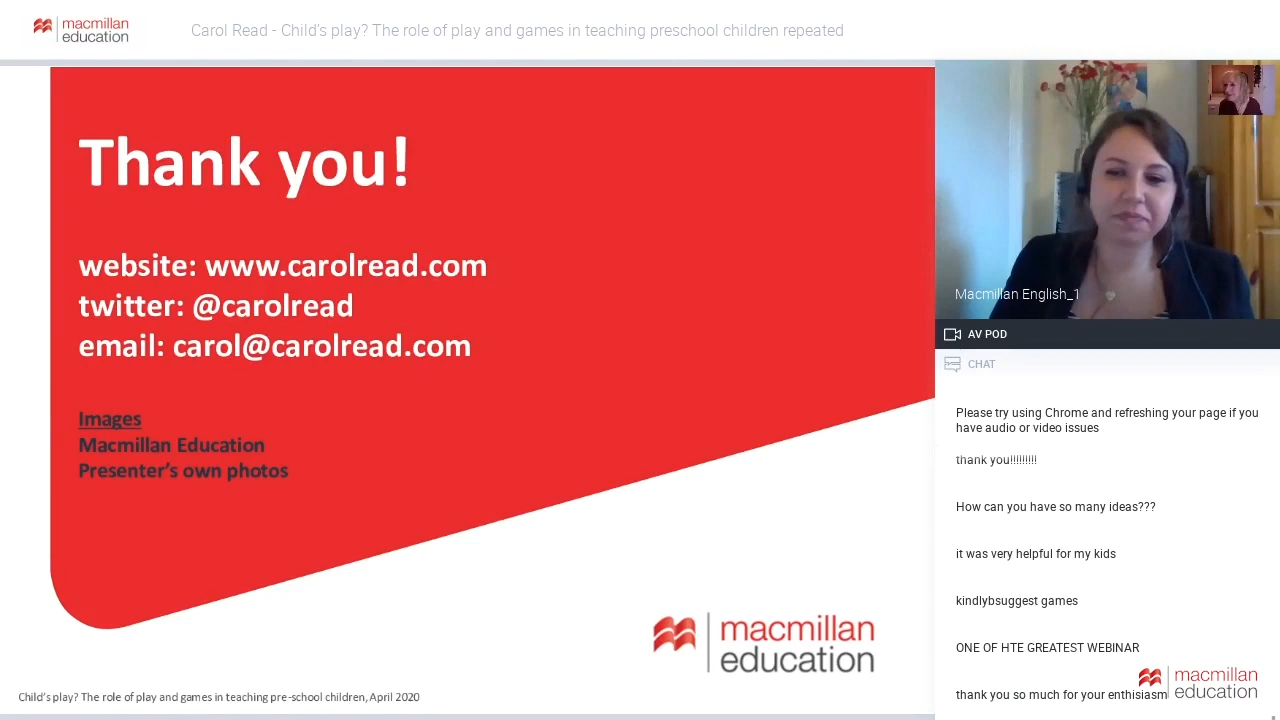 macmillan
education
Carol Read - Child's play? The role of play and games in teaching preschool children repeated
Thank you!
website: www.carolread.com
twitter: @carolread
email: carol@carolread.com
Images
Macmillan Education
Presenter's own photos
macmillan
education
Child's play? The role of play and games in teaching pre-school children, April 2020
Macmillan English_1
AV POD
CHAT
Please try using Chrome and refreshing your page if you
have audio or video issues
thank you!!!!!!!!!
How can you have so many ideas???
it was very helpful for my kids
kindlybsuggest games
ONE OF HTE GREATEST WEBINAR
thank you so much for your enthisiasm
macmillan
education